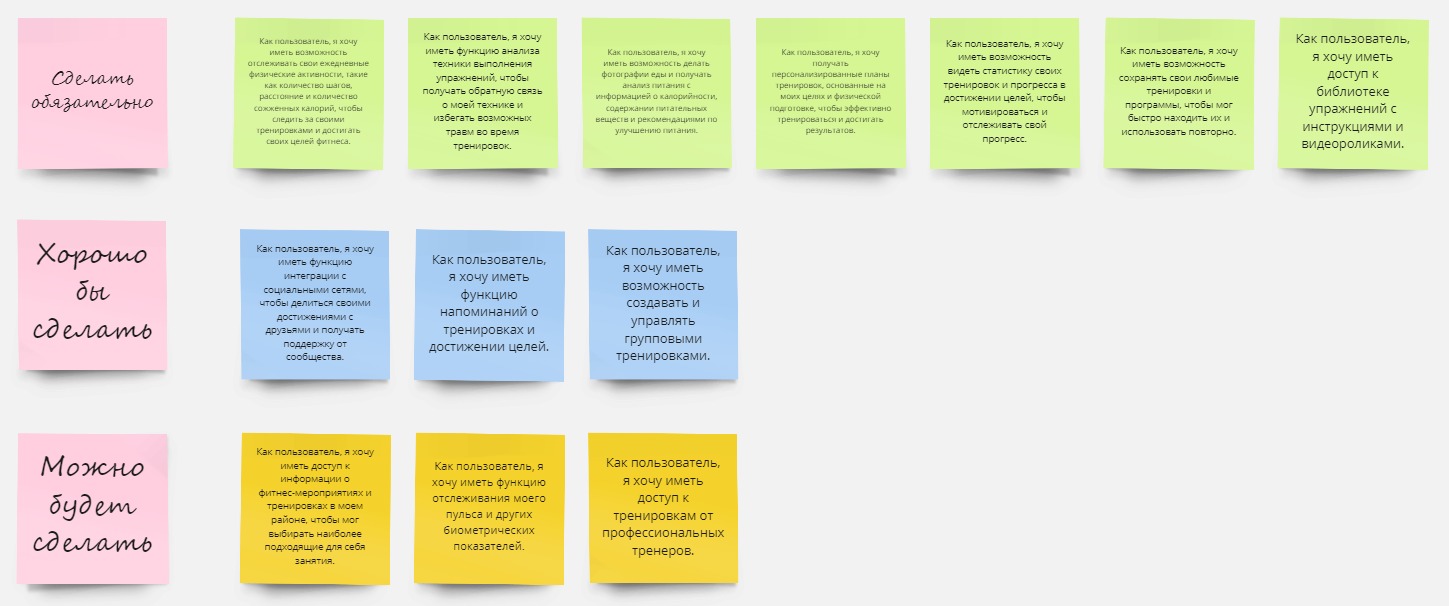 Сделать
обязательно
Как пользователь, я хочу
иметь возможность
отслеживать свои ежедневные
физические активности, такие
как количество шагов,
расстояние и количество
сожженных калорий, чтобы
следить за своими
тренировками и достигать
своих целей фитнеса.
Как пользователь, я хочу
иметь функцию анализа
техники выполнения
упражнений, чтобы
получать обратную связь
о моей технике и
избегать возможных
травм во время
тренировок.
Как пользователь, я хочу
иметь возможность делать
фотографии еды и получать
анализ питания с
информацией о калорийности,
содержании питательных
веществ и рекомендациями по
улучшению питания.
Как пользователь, я хочу
получать
персонализированные планы
тренировок, основанные на
моих целях и физической
подготовке, чтобы эффективно
тренироваться и достигать
результатов.
Как пользователь, я хочу
иметь возможность
видеть статистику своих
тренировок и прогресса в
достижении целей, чтобы
мотивироваться и
отслеживать свой
прогресс.
Как пользователь, я хочу
иметь возможность
сохранять свои любимые
тренировки и
программы, чтобы мог
быстро находить их и
использовать повторно.
Как пользователь,
я хочу иметь
доступ к
библиотеке
упражнений с
инструкциями и
видеороликами.
Хорошо
бы
сделать
Как пользователь, я хочу
иметь функцию
интеграции с
социальными сетями,
чтобы делиться своими
достижениями с
друзьями и получать
поддержку от
сообщества.
Как пользователь,
я хочу иметь
функцию
напоминаний о
тренировках и
достижении целей.
Как пользователь,
я хочу иметь
возможность
создавать и
управлять
групповыми
тренировками.
Можно
будет
сделать
Как пользователь, я хочу
иметь доступ к
информации о
фитнес-мероприятиях и
тренировках в моем
районе, чтобы мог
выбирать наиболее
подходящие для себя
занятия.
Как пользователь, я
хочу иметь функцию
отслеживания моего
пульса и других
биометрических
показателей.
Как пользователь,
я хочу иметь
доступ к
тренировкам от
профессиональных
тренеров.